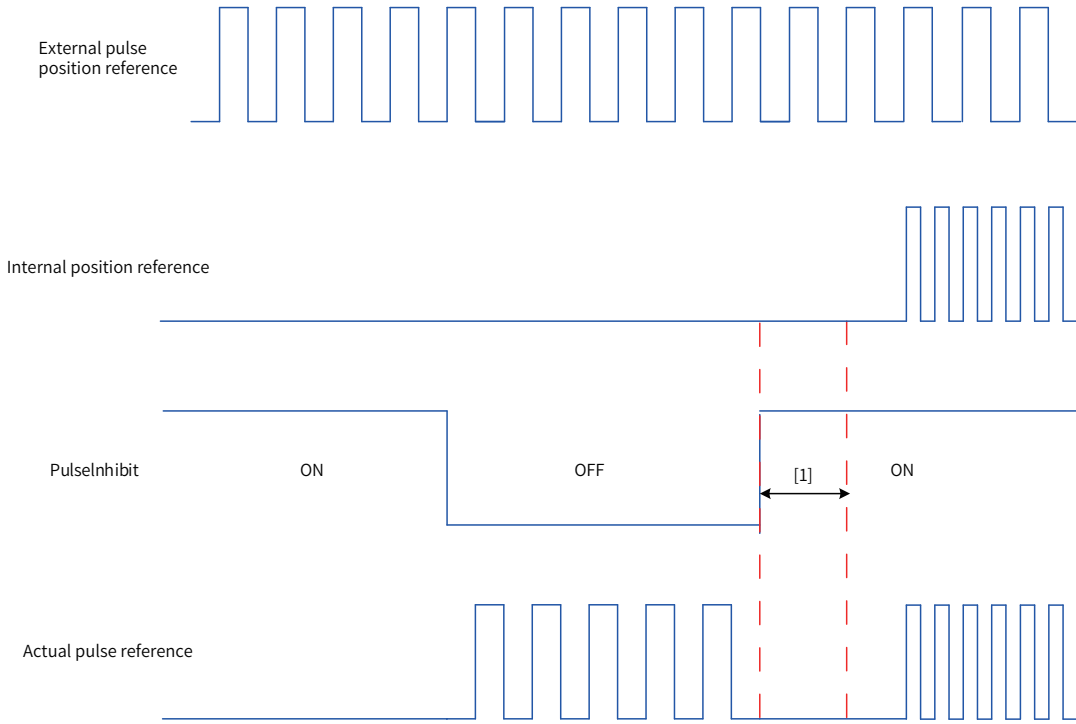 External pulse
position reference
Internal position reference
PulseInhibit
ON
OFF
[1]
ON
Actual pulse reference